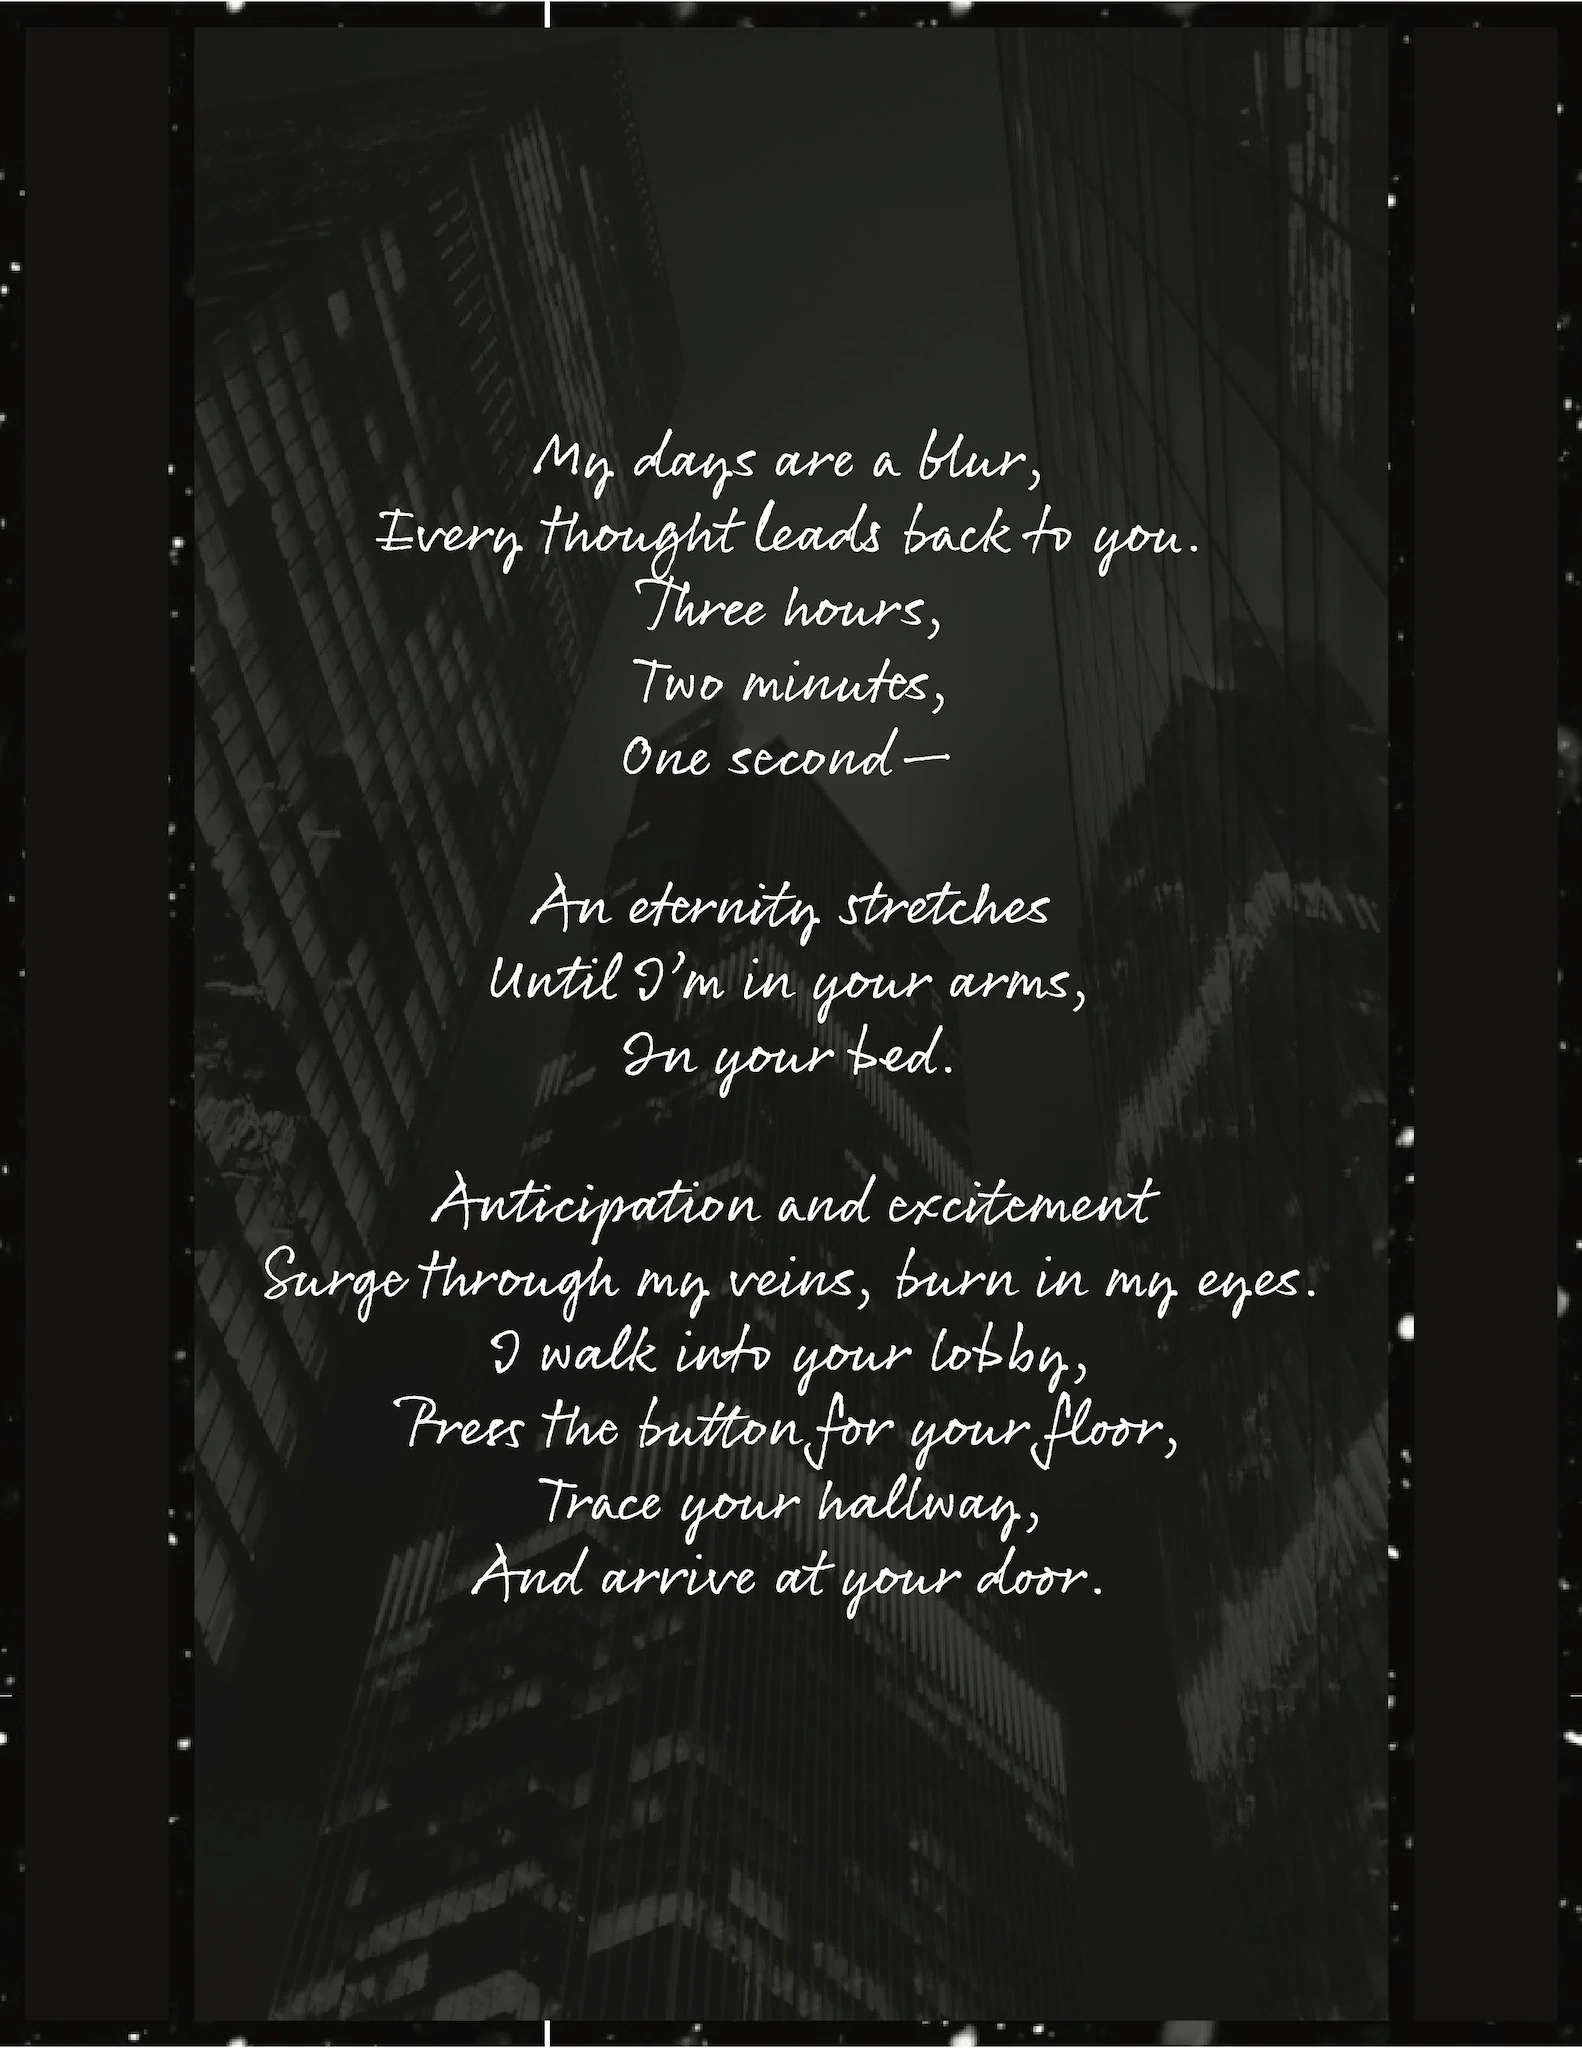 My days are a blur,
Every thought leads back to you.
Three hours,
Two minutes,
One second—
An eternity stretches
Until I'm in your arms,
In your bed.
Anticipation and excitement
Surge through my veins, burn in my eyes.
I walk into your lobby,
Press the button for your floor,
Trace your hallway,
And arrive at your door.